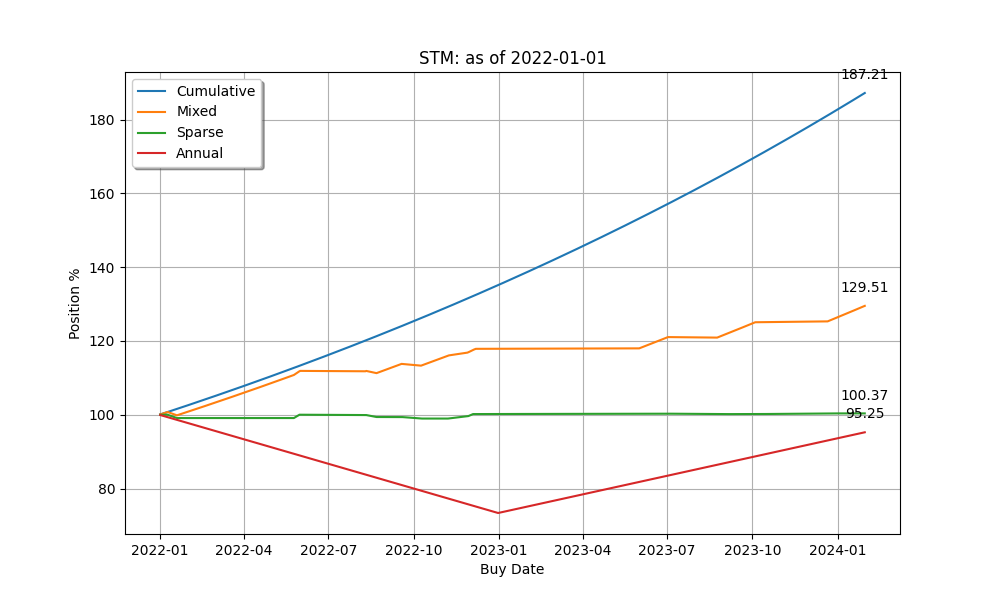 STM: as of 2022-01-01
187.21
Cumulative
Mixed
Sparse
Annual
180
160
140
120
100
80
Position %
129.51
100.37
95.25
2022-01
2022-04
2022-07
2022-10
2023-01
2023-04
2023-07
2023-10
2024-01
Buy Date